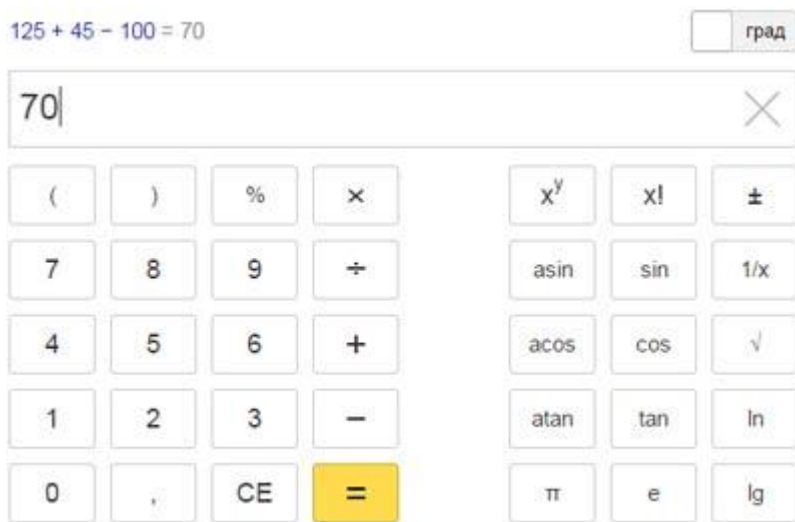 125 + 45 − 100 = 70
град
70
( ) % × xʸ x! ±
7 8 9 ÷ asin sin 1/x
4 5 6 + acos cos √
1 2 3 − atan tan ln
0 , CE = π e lg